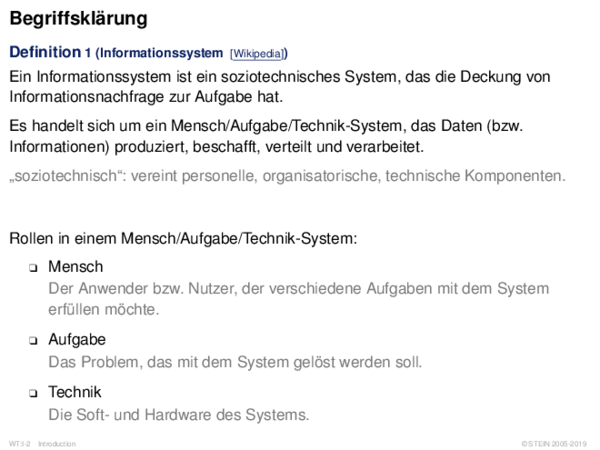 Begriffsklärung
Definition 1 (Informationssystem [Wikipedia])
Ein Informationssystem ist ein soziotechnisches System, das die Deckung von
Informationsnachfrage zur Aufgabe hat.
Es handelt sich um ein Mensch/Aufgabe/Technik-System, das Daten (bzw.
Informationen) produziert, beschafft, verteilt und verarbeitet.
„soziotechnisch“: vereint personelle, organisatorische, technische Komponenten.
Rollen in einem Mensch/Aufgabe/Technik-System:
❑ Mensch
Der Anwender bzw. Nutzer, der verschiedene Aufgaben mit dem System
erfüllen möchte.
❑ Aufgabe
Das Problem, das mit dem System gelöst werden soll.
❑ Technik
Die Soft- und Hardware des Systems.
WT:I-2 Introduction © STEIN 2005-2019